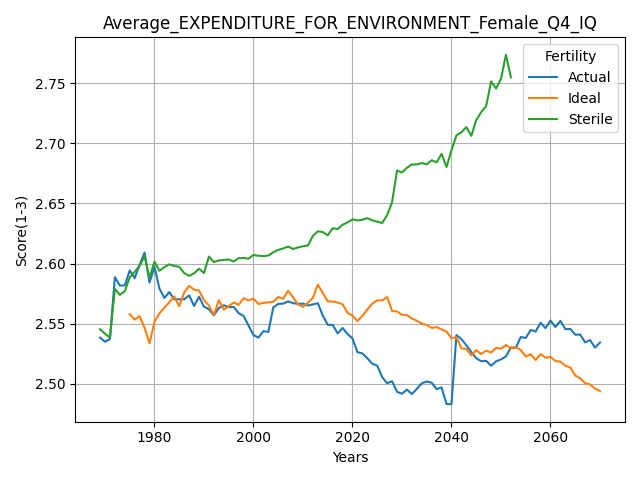 Average_EXPENDITURE_FOR_ENVIRONMENT_Female_Q4_IQ
Fertility
Actual
Ideal
Sterile
Score(1-3)
2.75
2.70
2.65
2.60
2.55
2.50
1980
2000
2020
2040
2060
Years